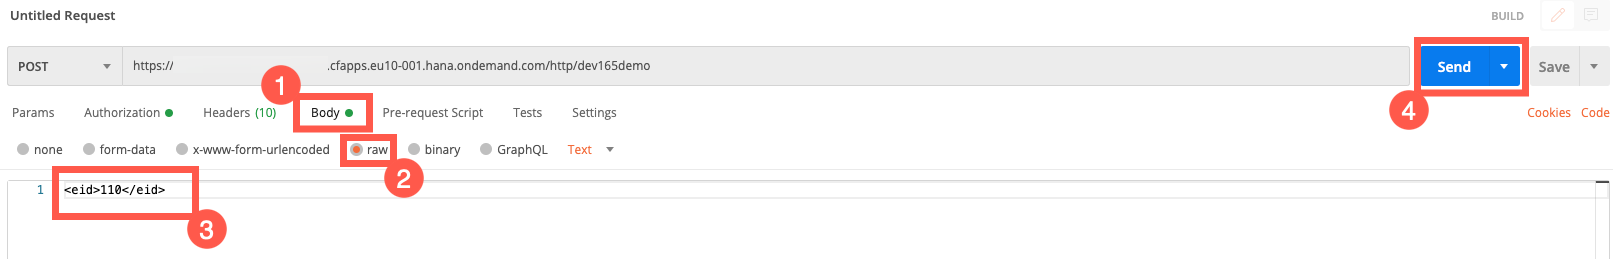 Untitled Request
BUILD
POST
https://
.cfapps.eu10-001.hana.ondemand.com/http/dev165demo
Send
Save
1
4
Params
Authorization
Headers (10)
Body
Pre-request Script
Tests
Settings
Cookies
Code
none
form-data
x-www-form-urlencoded
raw
binary
GraphQL
Text
2
1 <eid>110</eid>
3